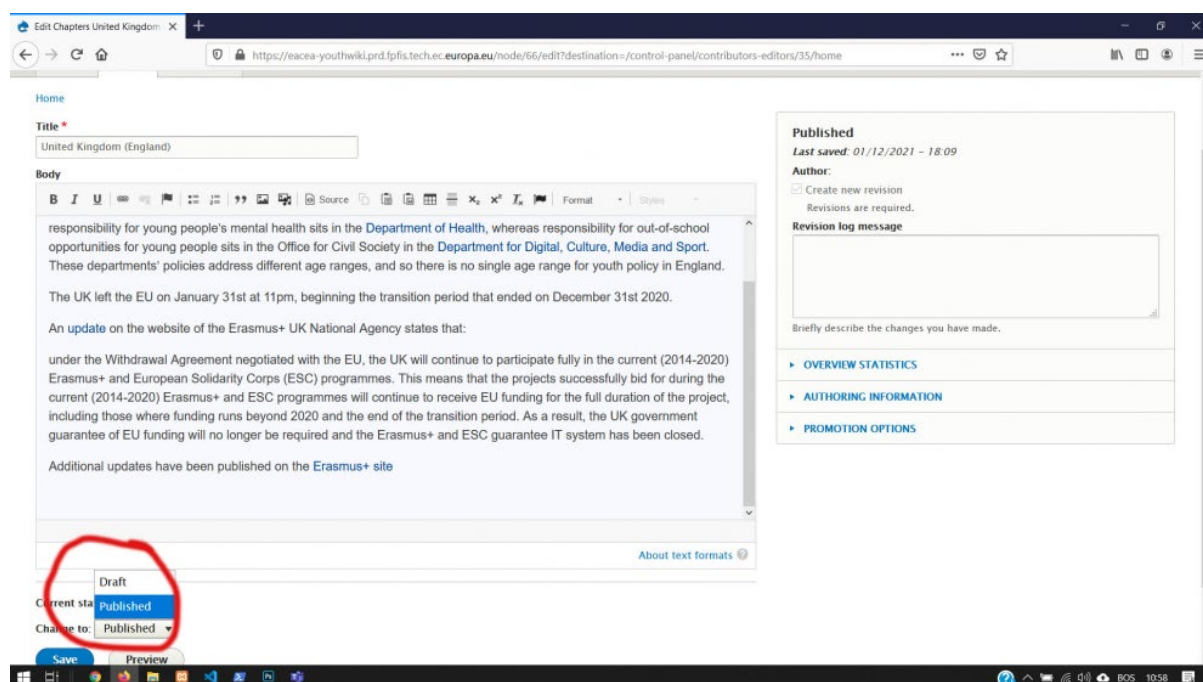 Edit Chapters United Kingdom
https://eacea-youthwiki.prd.fpfis.tech.ec.europa.eu/node/66/edit?destination=/control-panel/contributors-editors/35/home
Home
Title *
United Kingdom (England)
Body
B I U Source Format Styles
responsibility for young people's mental health sits in the Department of Health, whereas responsibility for out-of-school
opportunities for young people sits in the Office for Civil Society in the Department for Digital, Culture, Media and Sport.
These departments' policies address different age ranges, and so there is no single age range for youth policy in England.
The UK left the EU on January 31st at 11pm, beginning the transition period that ended on December 31st 2020.
An update on the website of the Erasmus+ UK National Agency states that:
under the Withdrawal Agreement negotiated with the EU, the UK will continue to participate fully in the current (2014-2020)
Erasmus+ and European Solidarity Corps (ESC) programmes. This means that the projects successfully bid for during the
current (2014-2020) Erasmus+ and ESC programmes will continue to receive EU funding for the full duration of the project,
including those where funding runs beyond 2020 and the end of the transition period. As a result, the UK government
guarantee of EU funding will no longer be required and the Erasmus+ and ESC guarantee IT system has been closed.
Additional updates have been published on the Erasmus+ site
About text formats
Draft
Published
Current sta
Change to: Published
Save Preview
Published
Last saved: 01/12/2021 - 18:09
Author:
Create new revision
Revisions are required.
Revision log message
Briefly describe the changes you have made.
OVERVIEW STATISTICS
AUTHORING INFORMATION
PROMOTION OPTIONS
BOS 1058